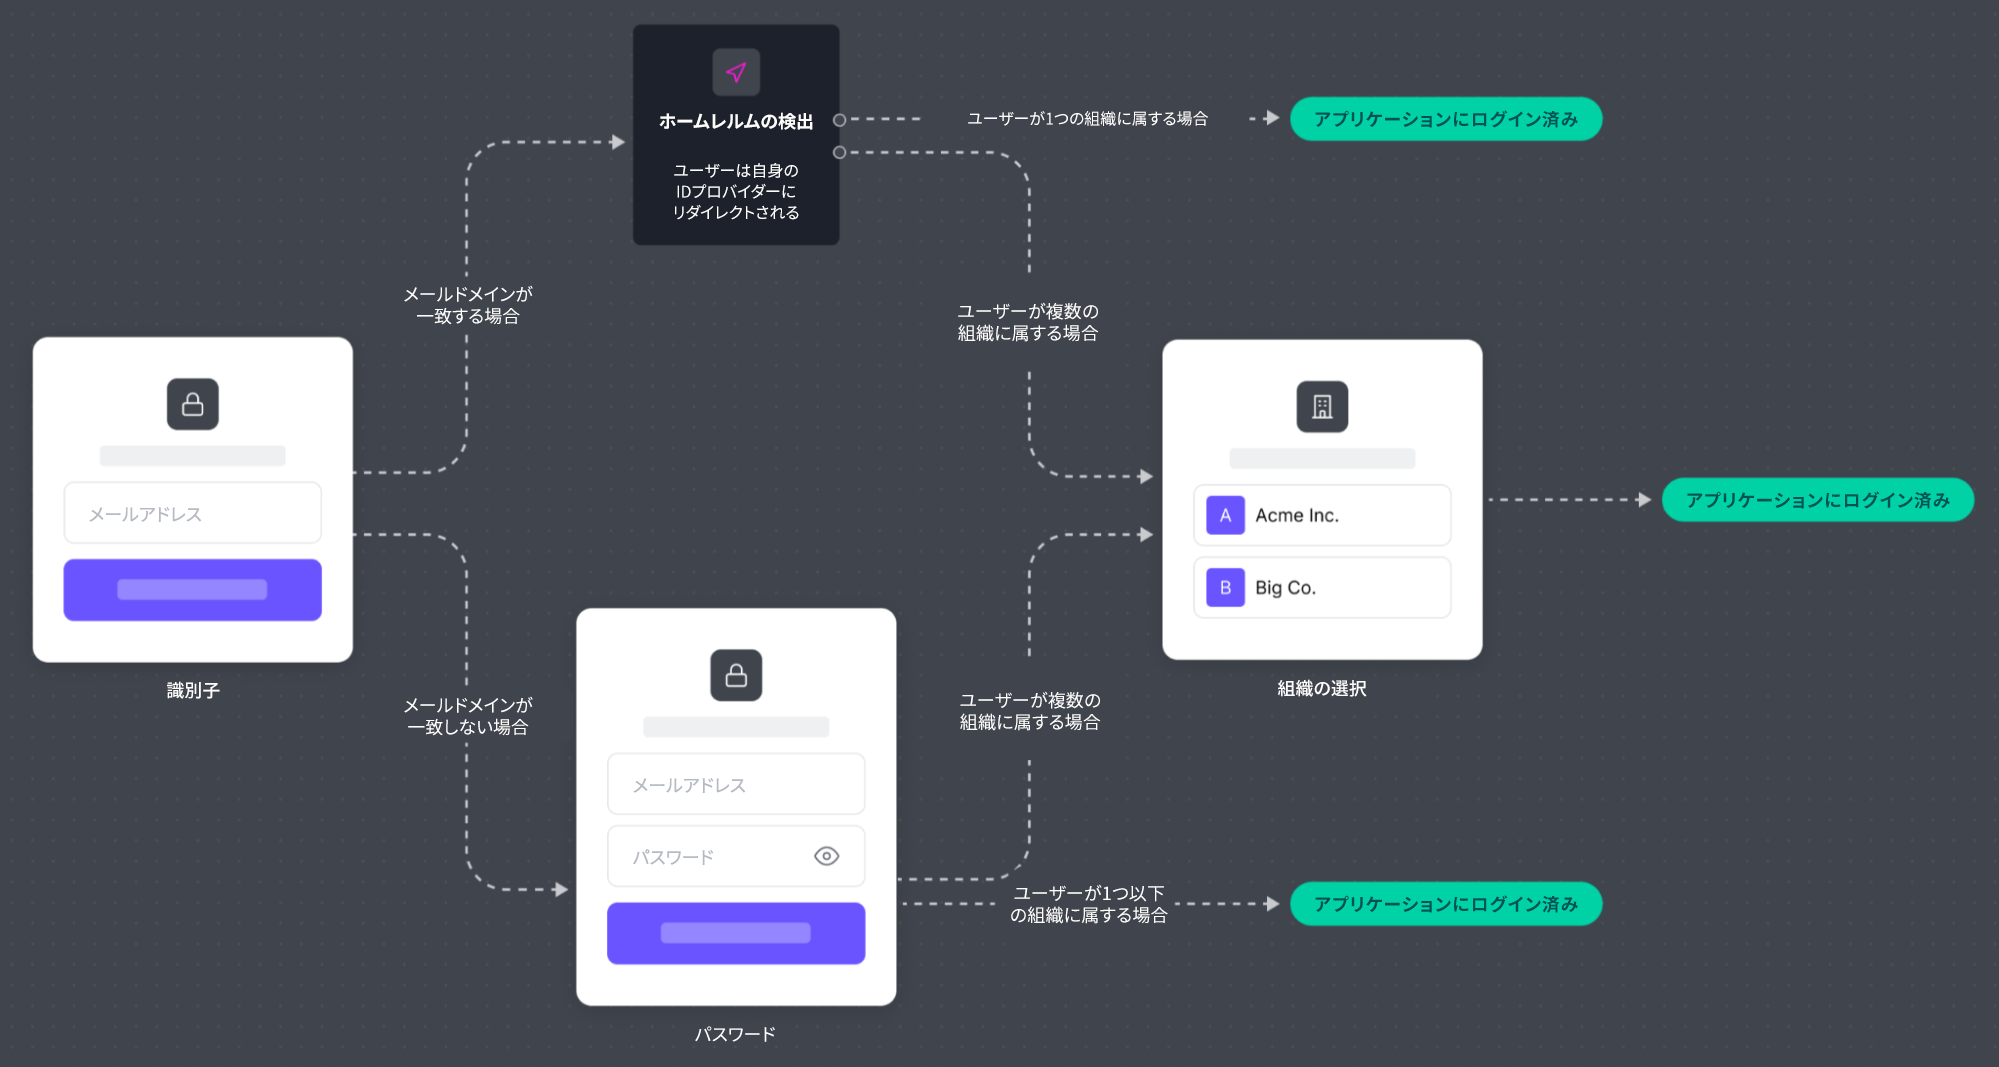 ホームレルムの検出
ユーザーは自身の
IDプロバイダーに
リダイレクトされる
ユーザーが1つの組織に属する場合
アプリケーションにログイン済み
メールドメインが
一致する場合
ユーザーが複数の
組織に属する場合
メールアドレス
識別子
A
Acme Inc.
B
Big Co.
組織の選択
アプリケーションにログイン済み
メールドメインが
一致しない場合
ユーザーが複数の
組織に属する場合
メールアドレス
パスワード
パスワード
ユーザーが1つ以下
の組織に属する場合
アプリケーションにログイン済み